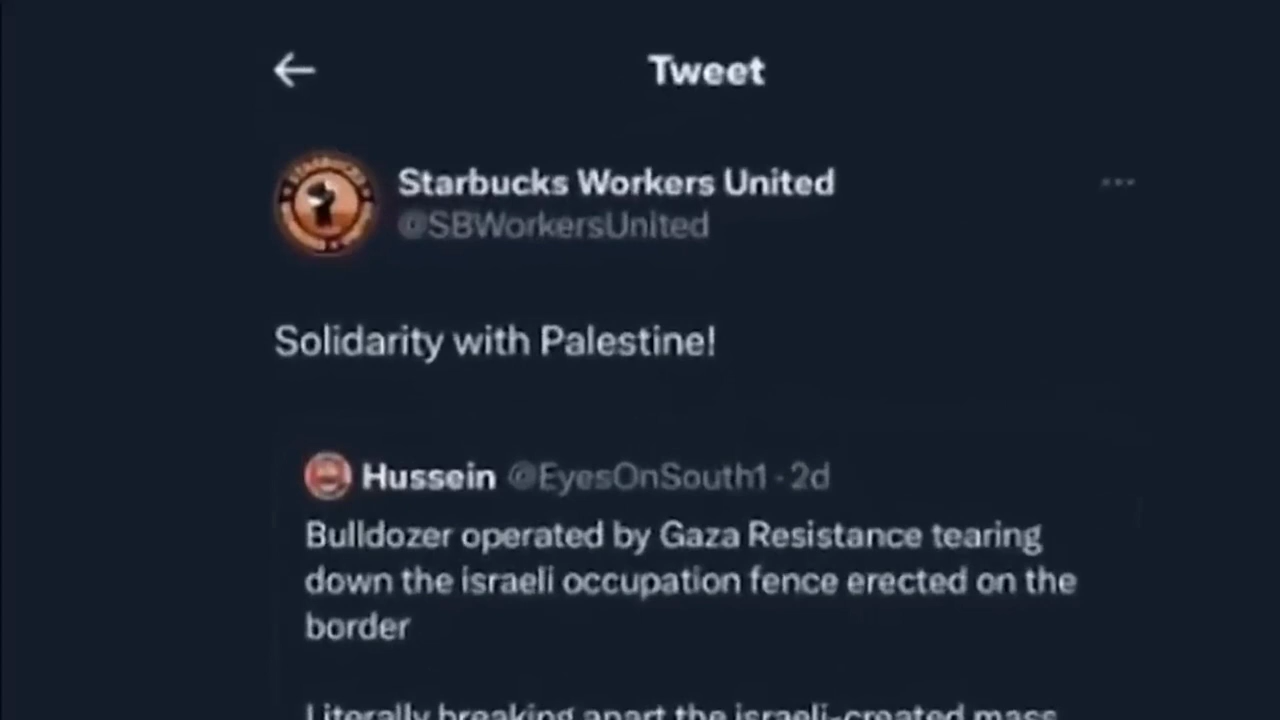 Tweet
Starbucks Workers United
@SBWorkersUnited
Solidarity with Palestine!
Hussein @EyesOnSouth1 · 2d
Bulldozer operated by Gaza Resistance tearing
down the israeli occupation fence erected on the
border
Literally breaking apart the israeli-created mass